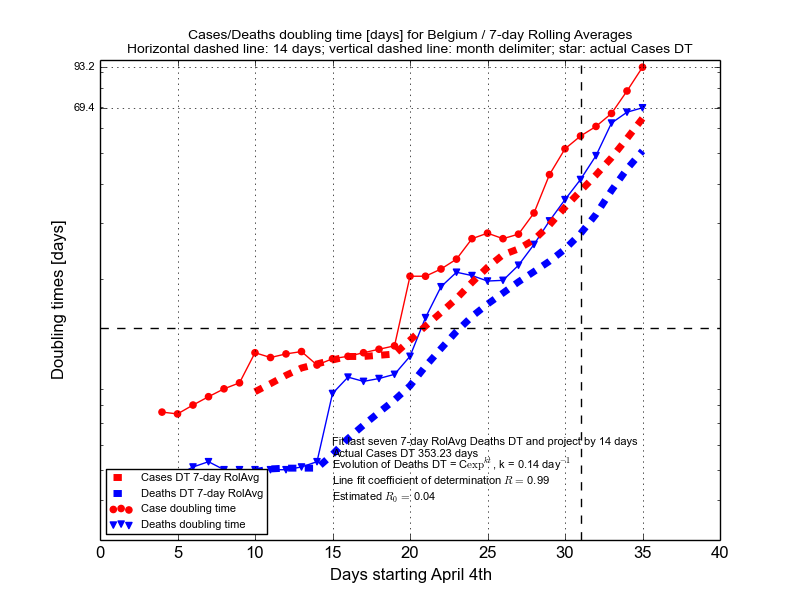 Cases/Deaths doubling time [days] for Belgium / 7-day Rolling Averages
Horizontal dashed line: 14 days; vertical dashed line: month delimiter; star: actual Cases DT
93.2
69.4
Doubling times [days]
Fit last seven 7-day RolAvg Deaths DT and project by 14 days
Actual Cases DT 353.23 days
Evolution of Deaths DT = Cexp^kt, k = 0.14 day^−1
Line fit coefficient of determination R = 0.99
Estimated R₀ = 0.04
Cases DT 7-day RolAvg
Deaths DT 7-day RolAvg
Case doubling time
Deaths doubling time
0 5 10 15 20 25 30 35 40
Days starting April 4th